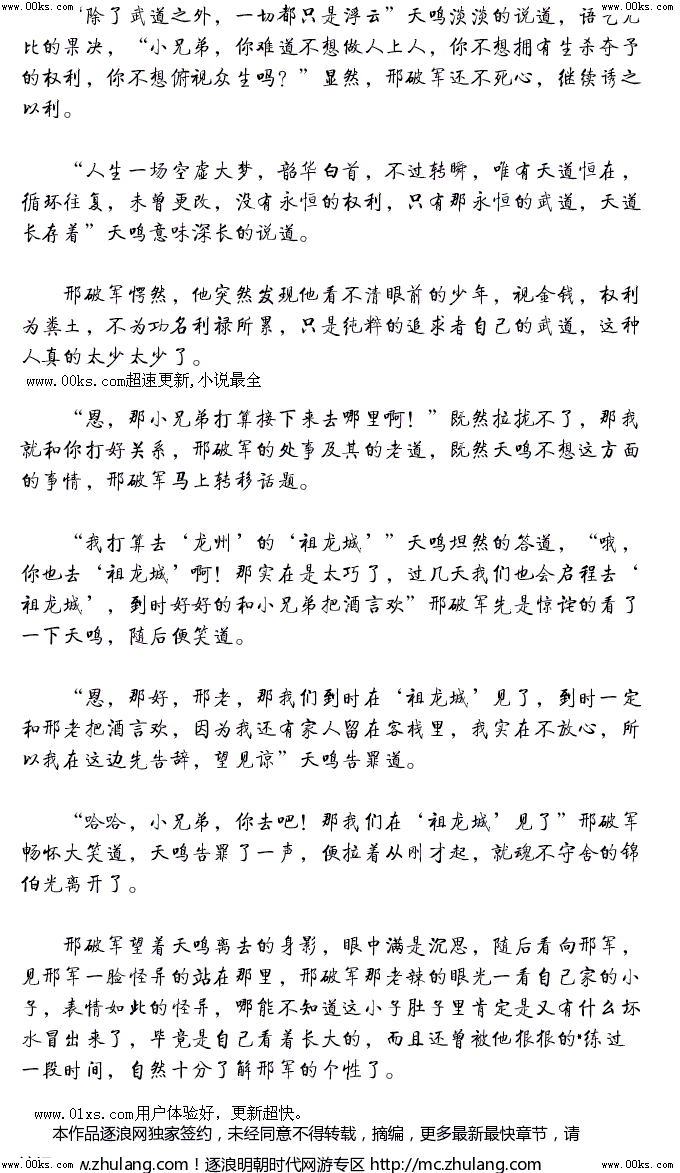 www.00ks.com www.00ks.com www.00ks.com
“除了武道之外，一切都只是浮云”天鸣淡淡的说道，语气无
比的果决，“小兄弟，你难道不想做人上人，你不想拥有生杀夺予
的权利，你不想俯视众生吗？”显然，邢破军还不死心，继续诱之
以利。
“人生一场空虚大梦，韶华白首，不过转瞬，唯有天道恒在，
循环往复，未曾更改，没有永恒的权利，只有那永恒的武道，天道
长存着”天鸣意味深长的说道。
邢破军愕然，他突然发现他看不清眼前的少年，视金钱，权利
为粪土，不为功名利禄所累，只是纯粹的追求者自己的武道，这种
人真的太少太少了。
www.00ks.com超速更新,小说最全
“恩，那小兄弟打算接下来去哪里啊！”既然拉拢不了，那我
就和你打好关系，邢破军的处事及其的老道，既然天鸣不想这方面
的事情，邢破军马上转移话题。
“我打算去‘龙州’的‘祖龙城’”天鸣坦然的答道，“哦，
你也去‘祖龙城’啊！那实在是太巧了，过几天我们也会启程去‘
祖龙城’，到时好好的和小兄弟把酒言欢”邢破军先是惊诧的看了
一下天鸣，随后便笑道。
“恩，那好，邢老，那我们到时在‘祖龙城’见了，到时一定
和邢老把酒言欢，因为我还有家人留在客栈里，我实在不放心，所
以我在这边先告辞，望见谅”天鸣告罪道。
“哈哈，小兄弟，你去吧！那我们在‘祖龙城’见了”邢破军
畅怀大笑道，天鸣告罪了一声，便拉着从刚才起，就魂不守舍的锦
伯光离开了。
邢破军望着天鸣离去的身影，眼中满是沉思，随后看向邢军，
见邢军一脸怪异的站在那里，邢破军那老辣的眼光一看自己家的小
子，表情如此的怪异，哪能不知道这小子肚子里肯定是又有什么坏
水冒出来了，毕竟是自己看着长大的，而且还曾被他狠狠的*练过
一段时间，自然十分了解邢军的个性了。
www.01xs.com用户体验好，更新超快。
本作品逐浪网独家签约，未经同意不得转载，摘编，更多最新最快章节，请
w.zhulang.com！逐浪明朝时代网游专区 http://mc.zhulang.com
www.00ks.com www.00ks.com